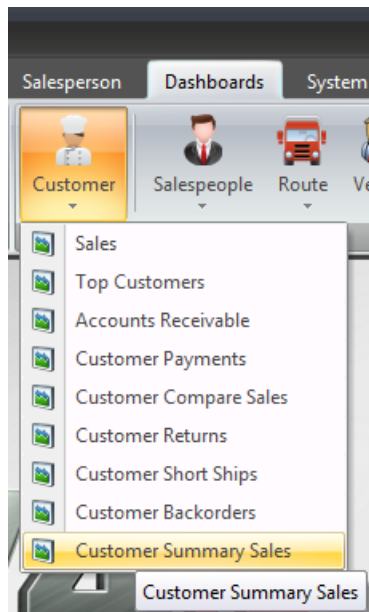 Salesperson Dashboards System
Customer Salespeople Route
Sales
Top Customers
Accounts Receivable
Customer Payments
Customer Compare Sales
Customer Returns
Customer Short Ships
Customer Backorders
Customer Summary Sales
Customer Summary Sales